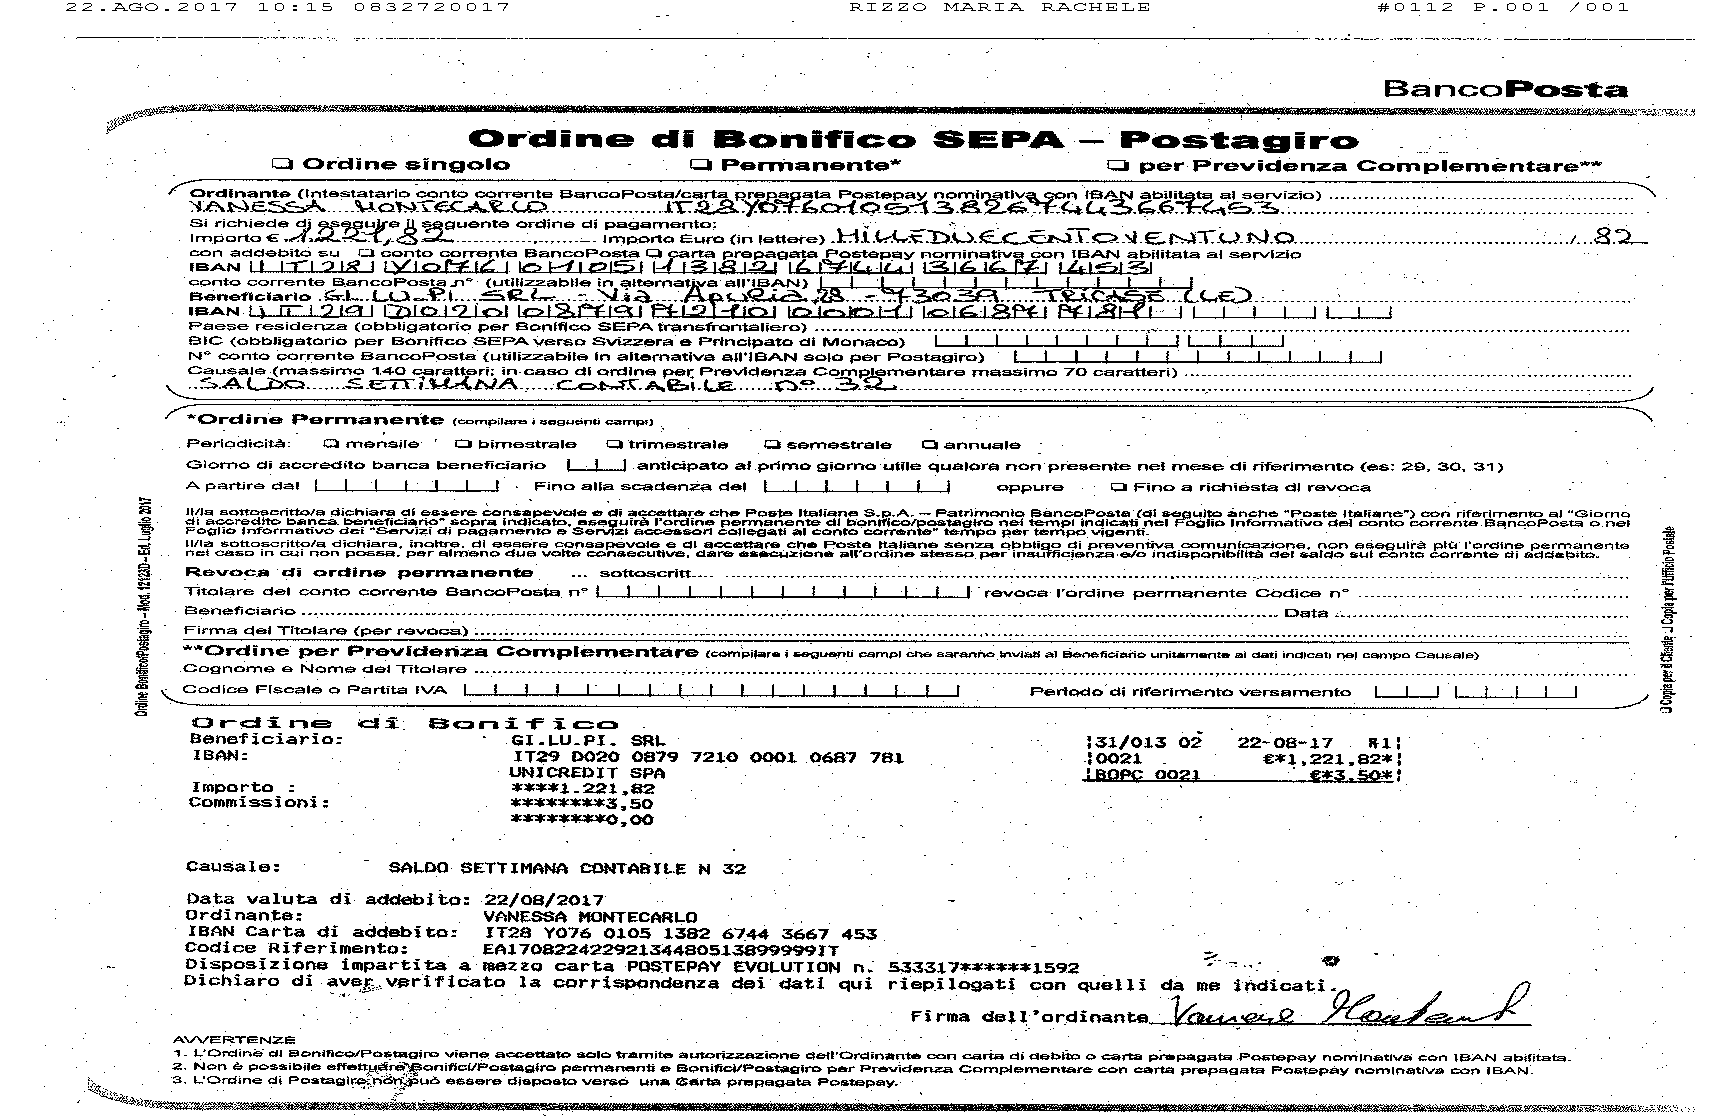 22.AGO.2017 10:15 0832720017 RIZZO MARIA RACHELE #0112 P.001 /001
BancoPosta
Ordine di Bonifico SEPA – Postagiro
❏ Ordine singolo ❏ Permanente* ❏ per Previdenza Complementare**
Ordinante (Intestatario conto corrente BancoPosta/carta prepagata Postepay nominativa con IBAN abilitata al servizio)
VANESSA MONTECARLO IT28Y0760105138267443667453
Si richiede di eseguire il seguente ordine di pagamento:
Importo € 1.221,82 Importo Euro (in lettere) MILLEDUECENTOVENTUNO , 82
con addebito su ❏ conto corrente BancoPosta ❏ carta prepagata Postepay nominativa con IBAN abilitata al servizio
IBAN IT28 Y076 0105 1382 6744 3667 453
conto corrente BancoPosta n° (utilizzabile in alternativa all'IBAN)
Beneficiario GI.LU.PI. SRL - Via Apulia, 28 - 73039 TRICASE (LE)
IBAN IT29 D020 0879 7210 0001 0687 781
Paese residenza (obbligatorio per Bonifico SEPA transfrontaliero)
BIC (obbligatorio per Bonifico SEPA verso Svizzera e Principato di Monaco)
N° conto corrente BancoPosta (utilizzabile in alternativa all'IBAN solo per Postagiro)
Causale (massimo 140 caratteri; in caso di ordine per Previdenza Complementare massimo 70 caratteri)
SALDO SETTIMANA CONTABILE N° 32
*Ordine Permanente (compilare i seguenti campi)
Periodicità: ❏ mensile ❏ bimestrale ❏ trimestrale ❏ semestrale ❏ annuale
Giorno di accredito banca beneficiario anticipato al primo giorno utile qualora non presente nel mese di riferimento (es: 29, 30, 31)
A partire dal Fino alla scadenza del oppure ❏ Fino a richiesta di revoca
Il/la sottoscritto/a dichiara di essere consapevole e di accettare che Poste Italiane S.p.A. – Patrimonio BancoPosta (di seguito anche "Poste Italiane") con riferimento al "Giorno
di accredito banca beneficiario" sopra indicato, eseguirà l'ordine permanente di bonifico/postagiro nei tempi indicati nel Foglio Informativo del conto corrente BancoPosta o nel
Foglio Informativo dei "Servizi di pagamento e Servizi accessori collegati al conto corrente" tempo per tempo vigenti.
Il/la sottoscritto/a dichiara, inoltre, di essere consapevole e di accettare che Poste Italiane senza obbligo di preventiva comunicazione, non eseguirà più l'ordine permanente
nel caso in cui non possa, per almeno due volte consecutive, dare esecuzione all'ordine stesso per insufficienza e/o indisponibilità del saldo sul conto corrente di addebito.
Revoca di ordine permanente ... sottoscritt...
Titolare del conto corrente BancoPosta n° revoca l'ordine permanente Codice n°
Beneficiario Data
Firma del Titolare (per revoca)
**Ordine per Previdenza Complementare (compilare i seguenti campi che saranno inviati al Beneficiario unitamente ai dati indicati nel campo Causale)
Cognome e Nome del Titolare
Codice Fiscale o Partita IVA Periodo di riferimento versamento
Ordine Bonifico/Postagiro – Mod. 12123D – Ed. Luglio 2017
❏ Copia per il Cliente ❏ Copia per l'Ufficio Postale
Ordine di Bonifico
Beneficiario: GI.LU.PI. SRL
IBAN: IT29 D020 0879 7210 0001 0687 781
UNICREDIT SPA
Importo : ****1.221,82
Commissioni: ********3,50
********0,00
31/013 02 22-08-17 R1
0021 €*1,221.82*
BOPC 0021 €*3.50*
Causale: SALDO SETTIMANA CONTABILE N 32
Data valuta di addebito: 22/08/2017
Ordinante: VANESSA MONTECARLO
IBAN Carta di addebito: IT28 Y076 0105 1382 6744 3667 453
Codice Riferimento: EA17082242292134480513899999IT
Disposizione impartita a mezzo carta POSTEPAY EVOLUTION n. 533317******1592
Dichiaro di aver verificato la corrispondenza dei dati qui riepilogati con quelli da me indicati.
Firma dell'ordinante
AVVERTENZE
1. L'Ordine di Bonifico/Postagiro viene accettato solo tramite autorizzazione dell'Ordinante con carta di debito o carta prepagata Postepay nominativa con IBAN abilitata.
2. Non è possibile effettuare Bonifici/Postagiro permanenti e Bonifici/Postagiro per Previdenza Complementare con carta prepagata Postepay nominativa con IBAN.
3. L'Ordine di Postagiro non può essere disposto verso una Carta prepagata Postepay.